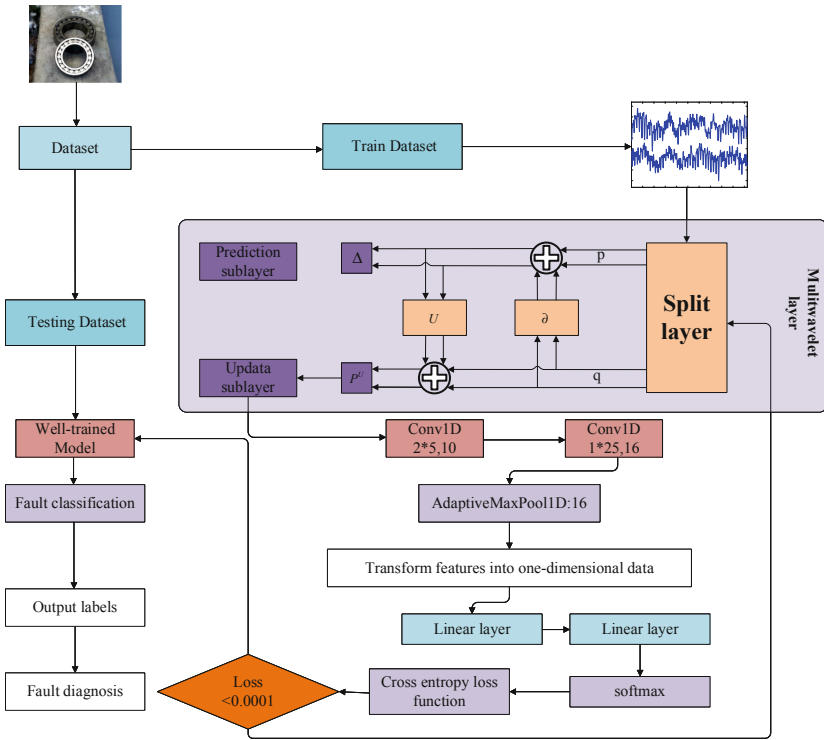 Dataset
Train Dataset
Testing Dataset
Mulitwavelet
layer
Prediction
sublayer
Δ
p
U
∂
Split
layer
Updata
sublayer
P^U
q
Well-trained
Model
Conv1D
2*5,10
Conv1D
1*25,16
Fault classification
AdaptiveMaxPool1D:16
Transform features into one-dimensional data
Output labels
Linear layer
Linear layer
Fault diagnosis
Loss
<0.0001
Cross entropy loss
function
softmax